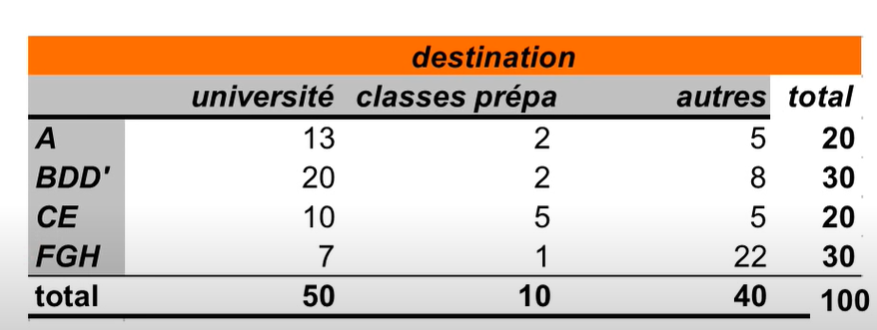 destination
université classes prépa autres total
A 13 2 5 20
BDD' 20 2 8 30
CE 10 5 5 20
FGH 7 1 22 30
total 50 10 40 100